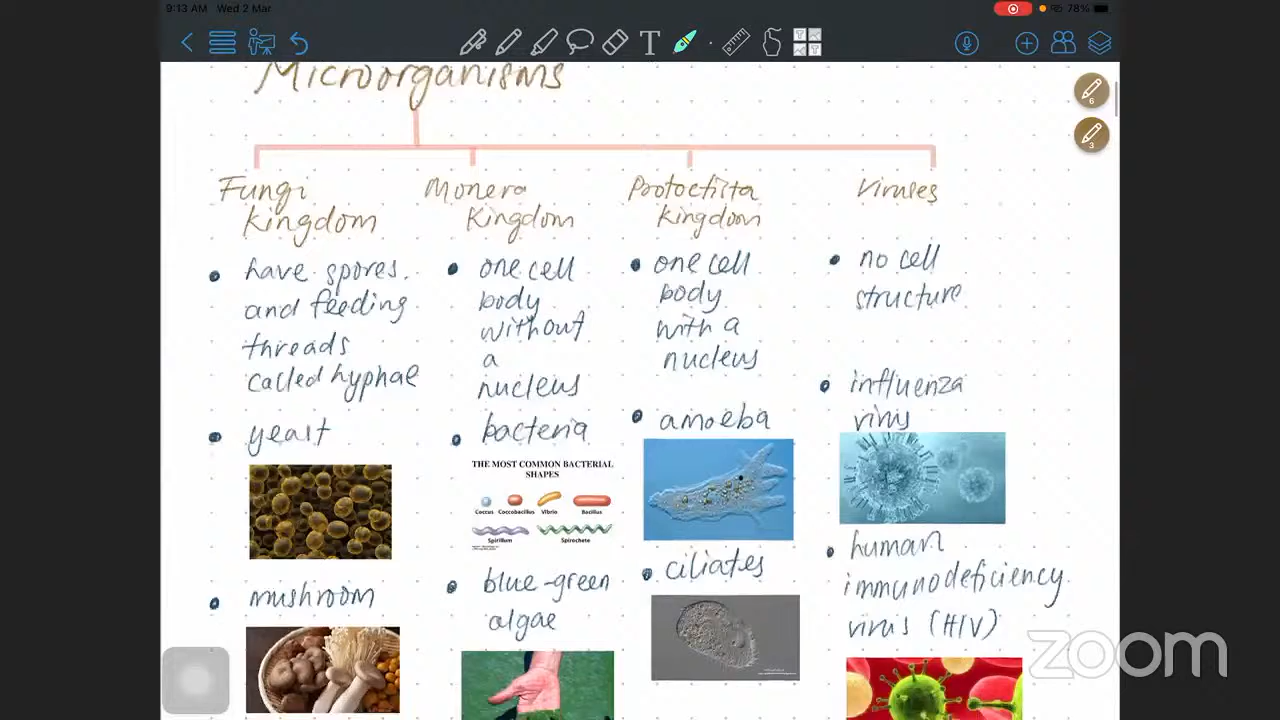 9:13 AM Wed 2 Mar
78%
T
6
3
Microorganisms
Fungi
kingdom
have spores.
and feeding
threads
called hyphae
yeast
mushroom
Monera
kingdom
one cell
body
without
a
nucleus
bacteria
THE MOST COMMON BACTERIAL
SHAPES
Coccus Coccobacillus Vibrio Bacillus
Spirillum Spirochete
blue-green
algae
Protoctista
kingdom
one cell
body
with a
nucleus
amoeba
ciliates
Viruses
no cell
structure
influenza
virus
human
immunodeficiency
virus (HIV)
zoom